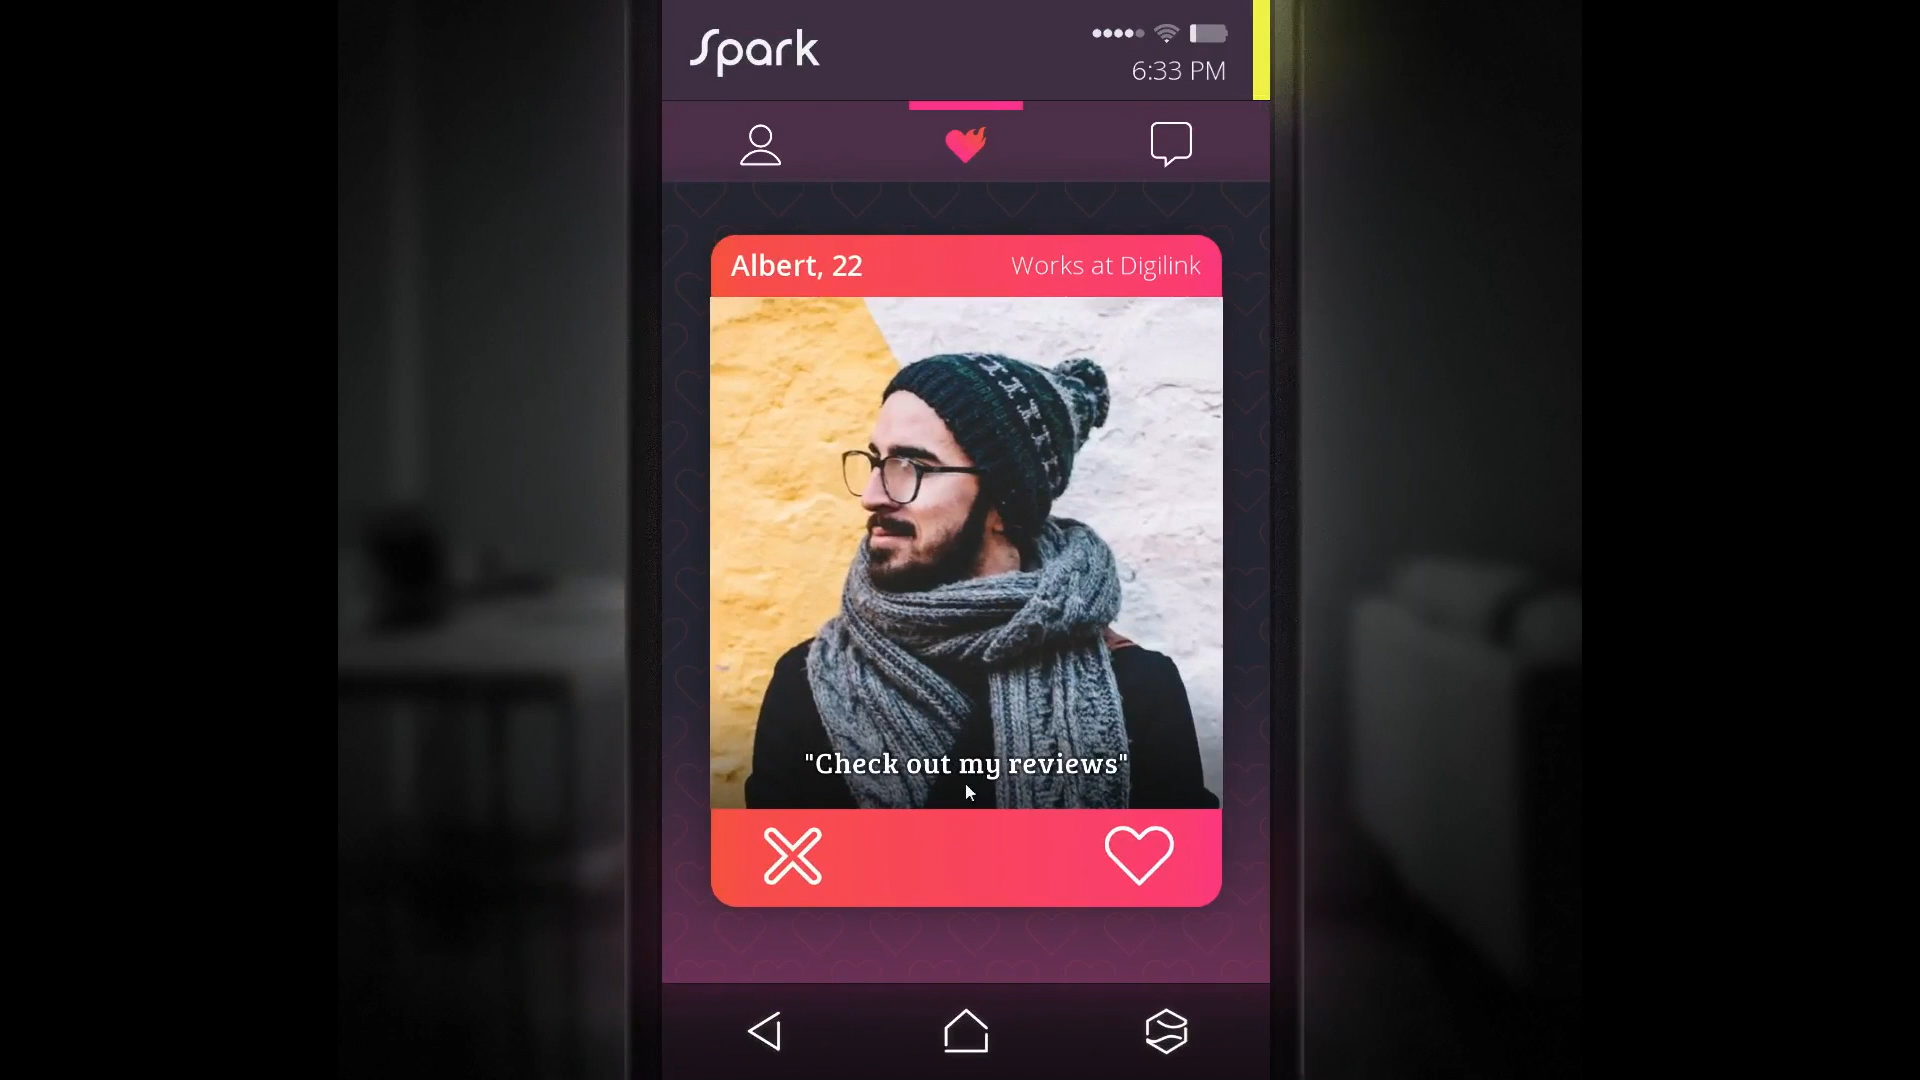 Spark
6:33 PM
Albert, 22
Works at Digilink
"Check out my reviews"